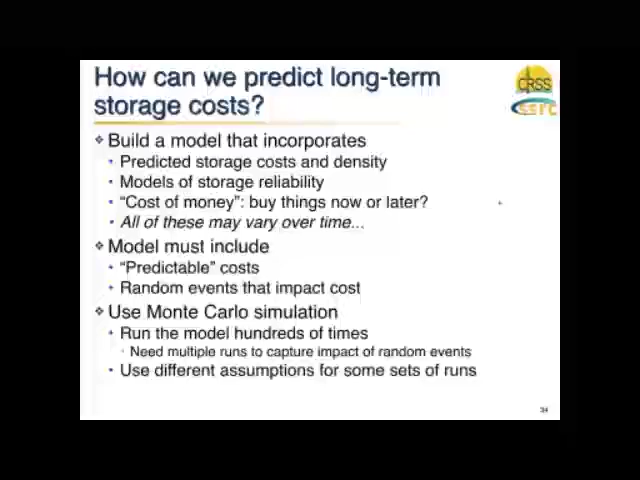 How can we predict long-term
storage costs?
CRSS
SSRC
Build a model that incorporates
Predicted storage costs and density
Models of storage reliability
“Cost of money”: buy things now or later?
All of these may vary over time...
Model must include
“Predictable” costs
Random events that impact cost
Use Monte Carlo simulation
Run the model hundreds of times
Need multiple runs to capture impact of random events
Use different assumptions for some sets of runs
34